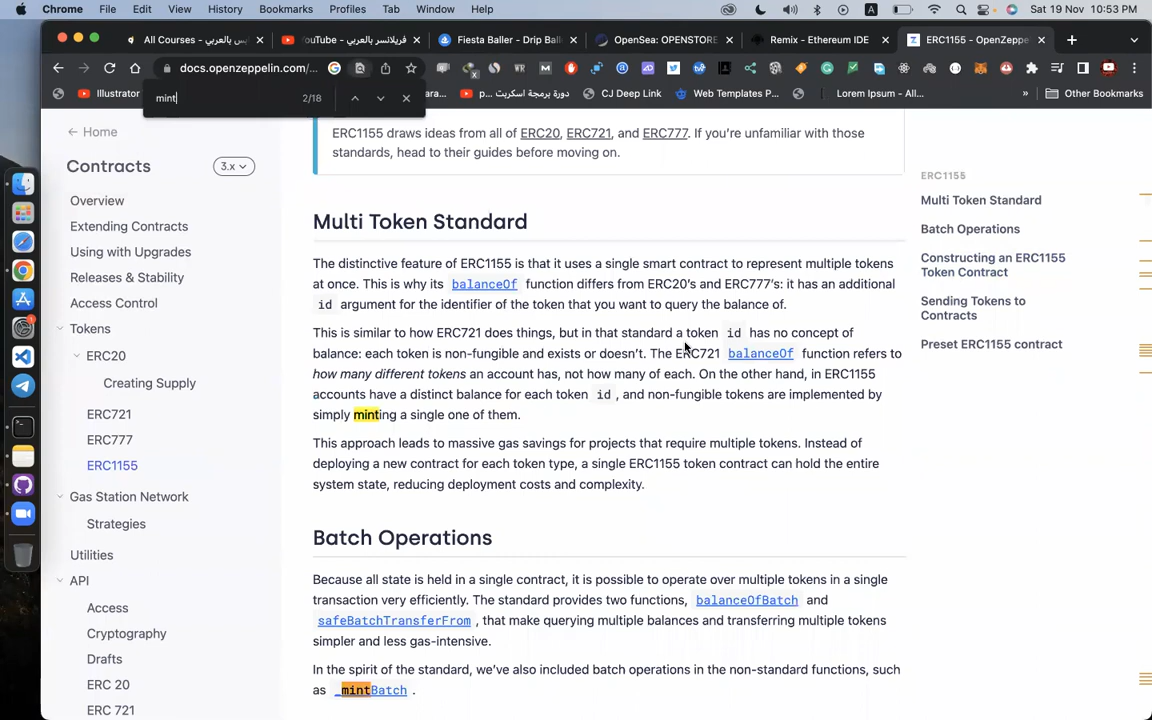 Chrome File Edit View History Bookmarks Profiles Tab Window Help Sat 19 Nov 10:53 PM
All Courses - بس بالعربي
YouTube - فريلانسر بالعربي
Fiesta Baller - Drip Ball
OpenSea: OPENSTORE
Remix - Ethereum IDE
ERC1155 - OpenZeppe
docs.openzeppelin.com/...
Illustrator
دورة برمجة اسكربت p...
CJ Deep Link
Web Templates P...
Lorem Ipsum - Al...
» Other Bookmarks
mint 2/18
← Home
Contracts 3.x
Overview
Extending Contracts
Using with Upgrades
Releases & Stability
Access Control
Tokens
ERC20
Creating Supply
ERC721
ERC777
ERC1155
Gas Station Network
Strategies
Utilities
API
Access
Cryptography
Drafts
ERC 20
ERC 721
ERC1155 draws ideas from all of ERC20, ERC721, and ERC777. If you're unfamiliar with those
standards, head to their guides before moving on.
Multi Token Standard
The distinctive feature of ERC1155 is that it uses a single smart contract to represent multiple tokens
at once. This is why its balanceOf function differs from ERC20's and ERC777's: it has an additional
id argument for the identifier of the token that you want to query the balance of.
This is similar to how ERC721 does things, but in that standard a token id has no concept of
balance: each token is non-fungible and exists or doesn't. The ERC721 balanceOf function refers to
how many different tokens an account has, not how many of each. On the other hand, in ERC1155
accounts have a distinct balance for each token id , and non-fungible tokens are implemented by
simply minting a single one of them.
This approach leads to massive gas savings for projects that require multiple tokens. Instead of
deploying a new contract for each token type, a single ERC1155 token contract can hold the entire
system state, reducing deployment costs and complexity.
Batch Operations
Because all state is held in a single contract, it is possible to operate over multiple tokens in a single
transaction very efficiently. The standard provides two functions, balanceOfBatch and
safeBatchTransferFrom , that make querying multiple balances and transferring multiple tokens
simpler and less gas-intensive.
In the spirit of the standard, we've also included batch operations in the non-standard functions, such
as _mintBatch .
ERC1155
Multi Token Standard
Batch Operations
Constructing an ERC1155
Token Contract
Sending Tokens to
Contracts
Preset ERC1155 contract